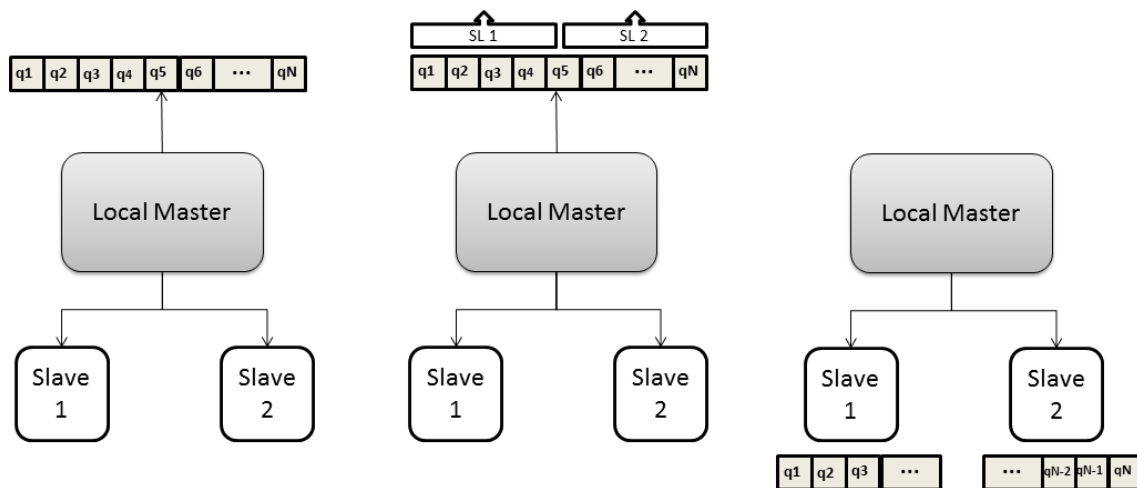 SL 1 SL 2
q1 q2 q3 q4 q5 q6 ... qN
q1 q2 q3 q4 q5 q6 ... qN
Local Master
Local Master
Local Master
Slave
1
Slave
2
Slave
1
Slave
2
Slave
1
Slave
2
q1 q2 q3 ...
... qN-2 qN-1 qN